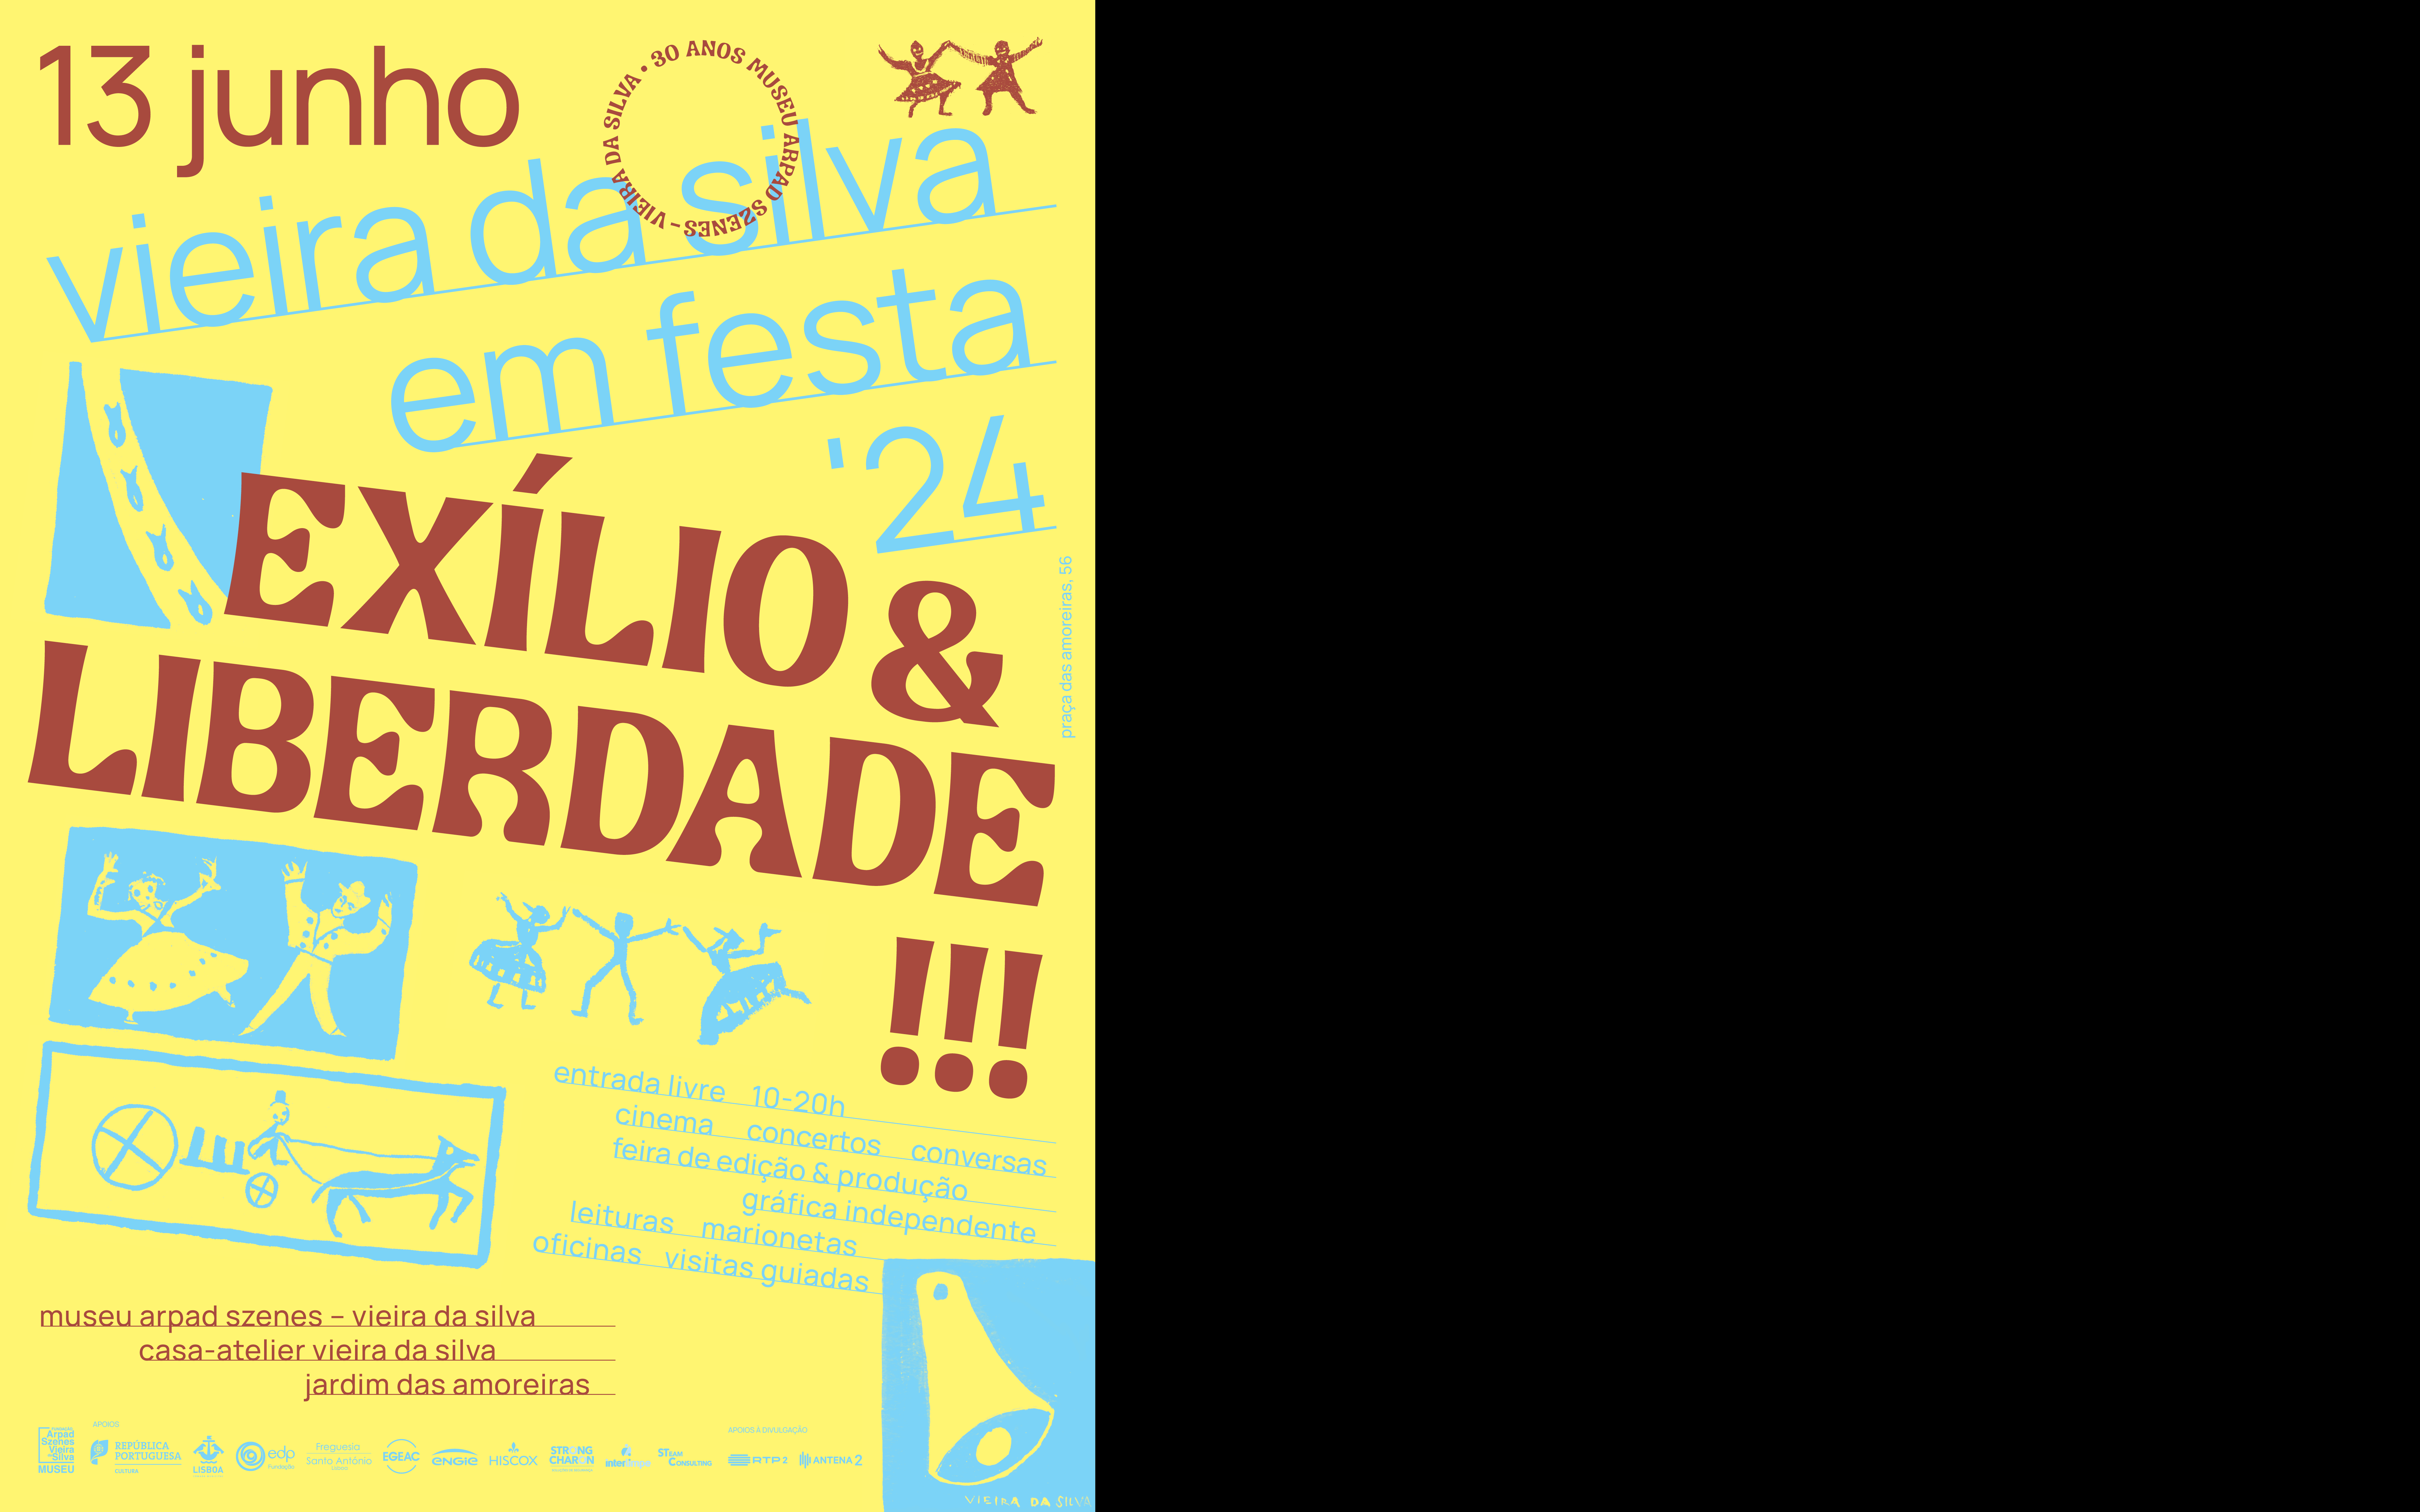 13 junho
30 ANOS MUSEU ARPAD SZENES – VIEIRA DA SILVA •
vieira da silva
em festa
'24
EXÍLIO &
LIBERDADE
!!!
praça das amoreiras, 56
entrada livre 10-20h
cinema concertos conversas
feira de edição & produção
gráfica independente
leituras marionetas
oficinas visitas guiadas
museu arpad szenes – vieira da silva
casa-atelier vieira da silva
jardim das amoreiras
APOIOS
Arpad
Szenes
Vieira
da Silva
MUSEU
REPÚBLICA
PORTUGUESA
CULTURA
LISBOA
edp
Fundação
Freguesia
Santo António
EGEAC
ENGIE
HISCOX
STRONG
CHARON
STEAM
CONSULTING
APOIOS À DIVULGAÇÃO
RTP2
ANTENA 2
VIEIRA DA SILVA